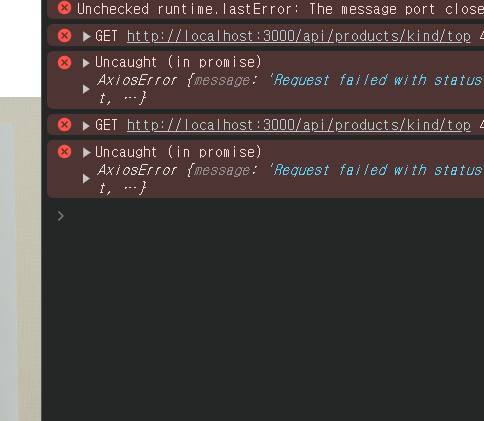 Unchecked runtime.lastError: The message port close
GET http://localhost:3000/api/products/kind/top 4
Uncaught (in promise)
AxiosError {message: 'Request failed with status
t, …}
GET http://localhost:3000/api/products/kind/top 4
Uncaught (in promise)
AxiosError {message: 'Request failed with status
t, …}